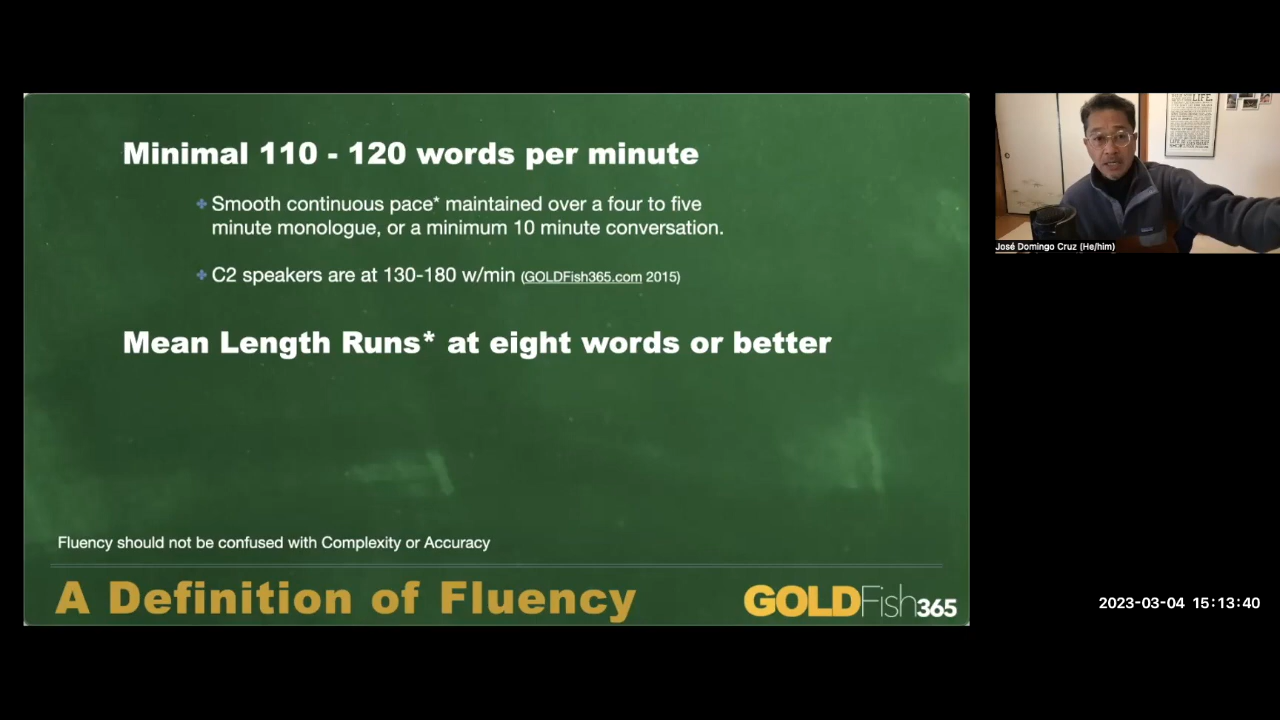 Minimal 110 - 120 words per minute
✤ Smooth continuous pace* maintained over a four to five
minute monologue, or a minimum 10 minute conversation.
✤ C2 speakers are at 130-180 w/min (GOLDFish365.com 2015)
Mean Length Runs* at eight words or better
Fluency should not be confused with Complexity or Accuracy
A Definition of Fluency
GOLDFish365
LIFE.
José Domingo Cruz (He/him)
2023-03-04 15:13:40